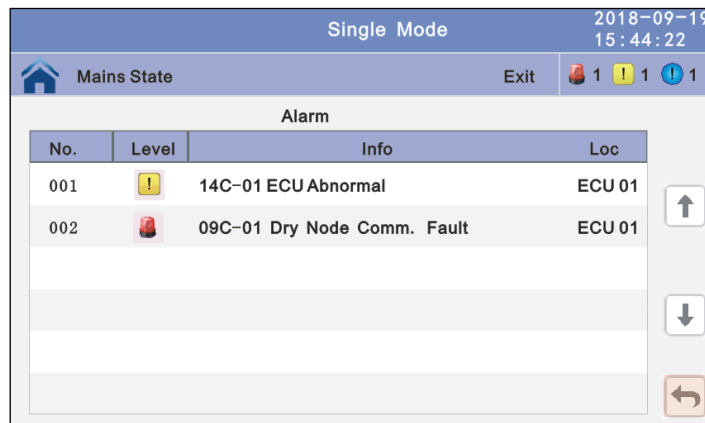 Single Mode
2018-09-19
15:44:22
Mains State Exit 1 ! 1 ! 1
Alarm
No. Level Info Loc
001 ! 14C-01 ECU Abnormal ECU 01
002 09C-01 Dry Node Comm. Fault ECU 01